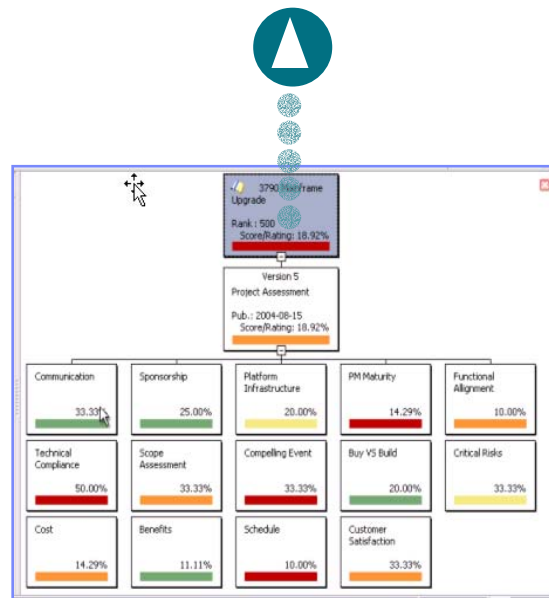 3790 Mainframe
Upgrade
Rank : 500
Score/Rating: 18.92%
Version 5
Project Assessment
Pub.: 2004-08-15
Score/Rating: 18.92%
Communication
33.33%
Sponsorship
25.00%
Platform
Infrastructure
20.00%
PM Maturity
14.29%
Functional
Allignment
10.00%
Technical
Compliance
50.00%
Scope
Assessment
33.33%
Compelling Event
33.33%
Buy VS Build
20.00%
Critical Risks
33.33%
Cost
14.29%
Benefits
11.11%
Schedule
10.00%
Customer
Satisfaction
33.33%